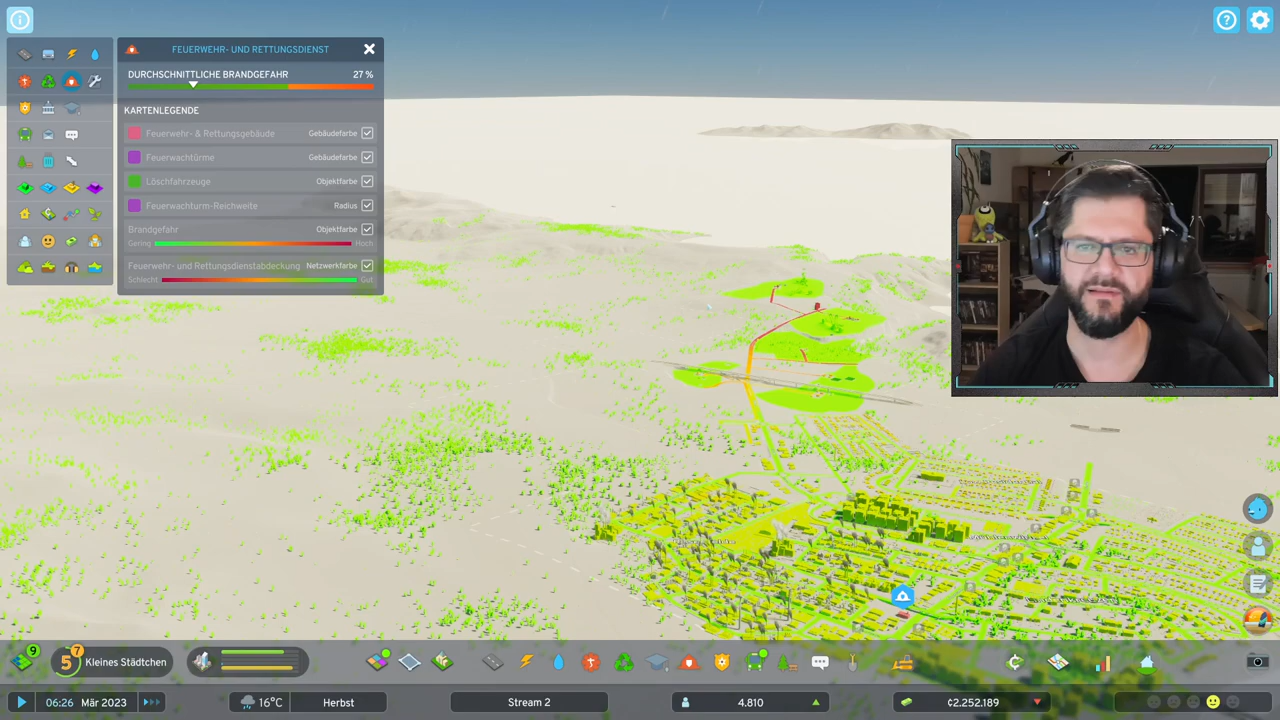 FEUERWEHR- UND RETTUNGSDIENST
DURCHSCHNITTLICHE BRANDGEFAHR 27 %
KARTENLEGENDE
Feuerwehr- & Rettungsgebäude Gebäudefarbe
Feuerwachtürme Gebäudefarbe
Löschfahrzeuge Objektfarbe
Feuerwachturm-Reichweite Radius
Brandgefahr Objektfarbe
Gering Hoch
Feuerwehr- und Rettungsdienstabdeckung Netzwerkfarbe
Schlecht Gut
9
5 7 Kleines Städtchen
06:26 Mär 2023
16°C Herbst
Stream 2
4.810
¢2.252.189